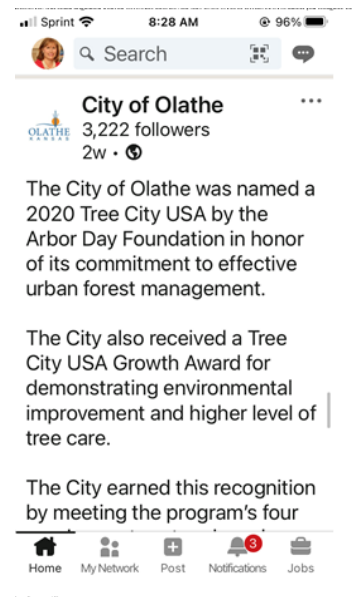 Sprint 8:28 AM 96%
Search
City of Olathe
OLATHE
KANSAS
3,222 followers
2w •
The City of Olathe was named a
2020 Tree City USA by the
Arbor Day Foundation in honor
of its commitment to effective
urban forest management.
The City also received a Tree
City USA Growth Award for
demonstrating environmental
improvement and higher level of
tree care.
The City earned this recognition
by meeting the program's four
3
Home My Network Post Notifications Jobs